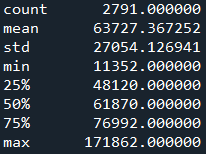 count 2791.000000
mean 63727.367252
std 27054.126941
min 11352.000000
25% 48120.000000
50% 61870.000000
75% 76992.000000
max 171862.000000